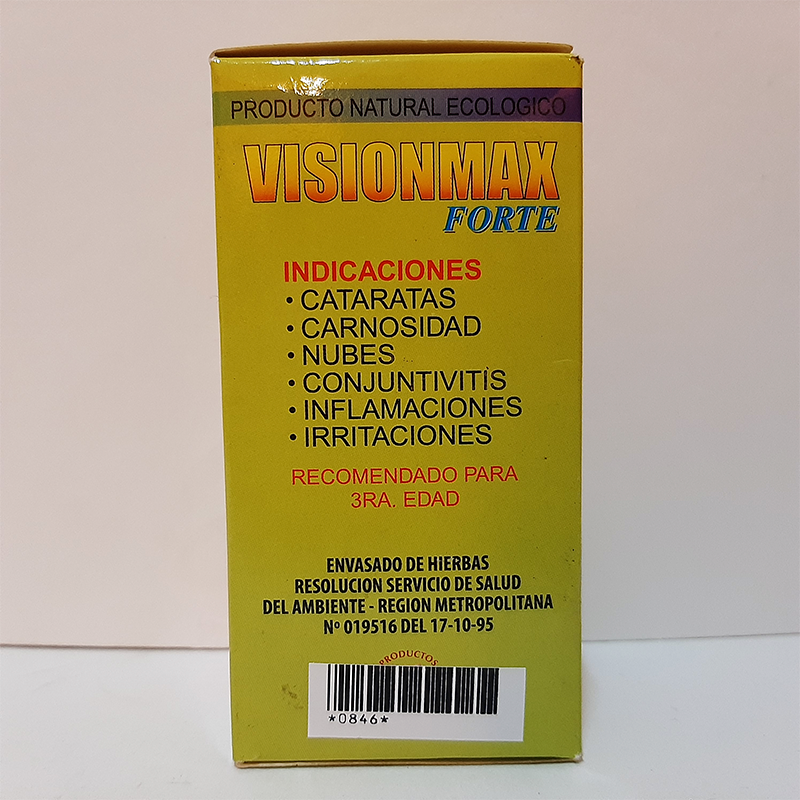 PRODUCTO NATURAL ECOLOGICO
VISIONMAX
FORTE
INDICACIONES
• CATARATAS
• CARNOSIDAD
• NUBES
• CONJUNTIVITIS
• INFLAMACIONES
• IRRITACIONES
RECOMENDADO PARA
3RA. EDAD
ENVASADO DE HIERBAS
RESOLUCION SERVICIO DE SALUD
DEL AMBIENTE - REGION METROPOLITANA
Nº 019516 DEL 17-10-95
PRODUCTOS
*0846*